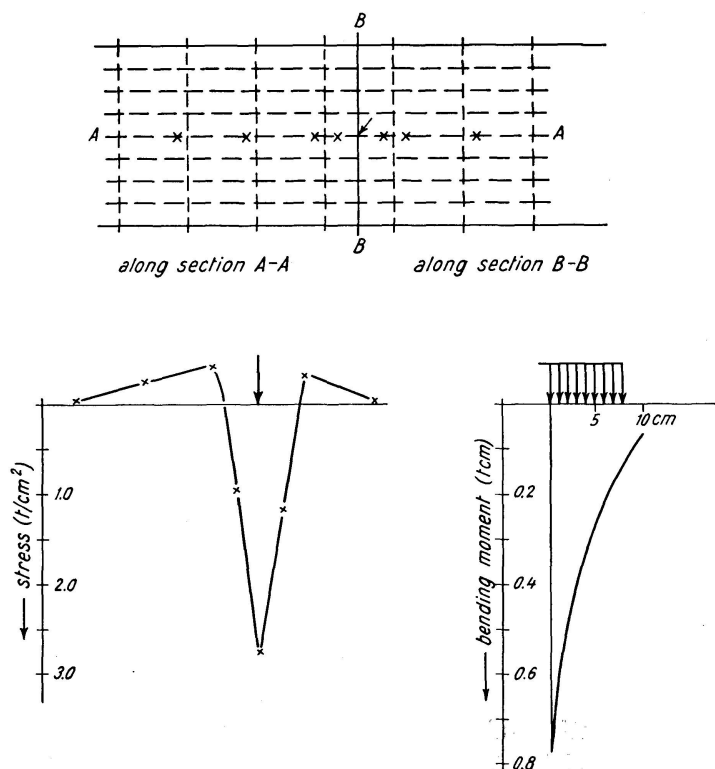 B
A A
B
along section A-A along section B-B
stress (t/cm²)
1.0
2.0
3.0
5 10 cm
bending moment (tcm)
0.2
0.4
0.6
0.8